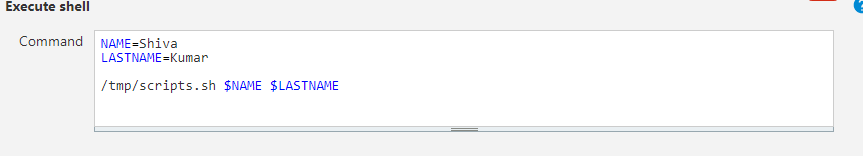 Execute shell
Command
NAME=Shiva
LASTNAME=Kumar
/tmp/scripts.sh $NAME $LASTNAME